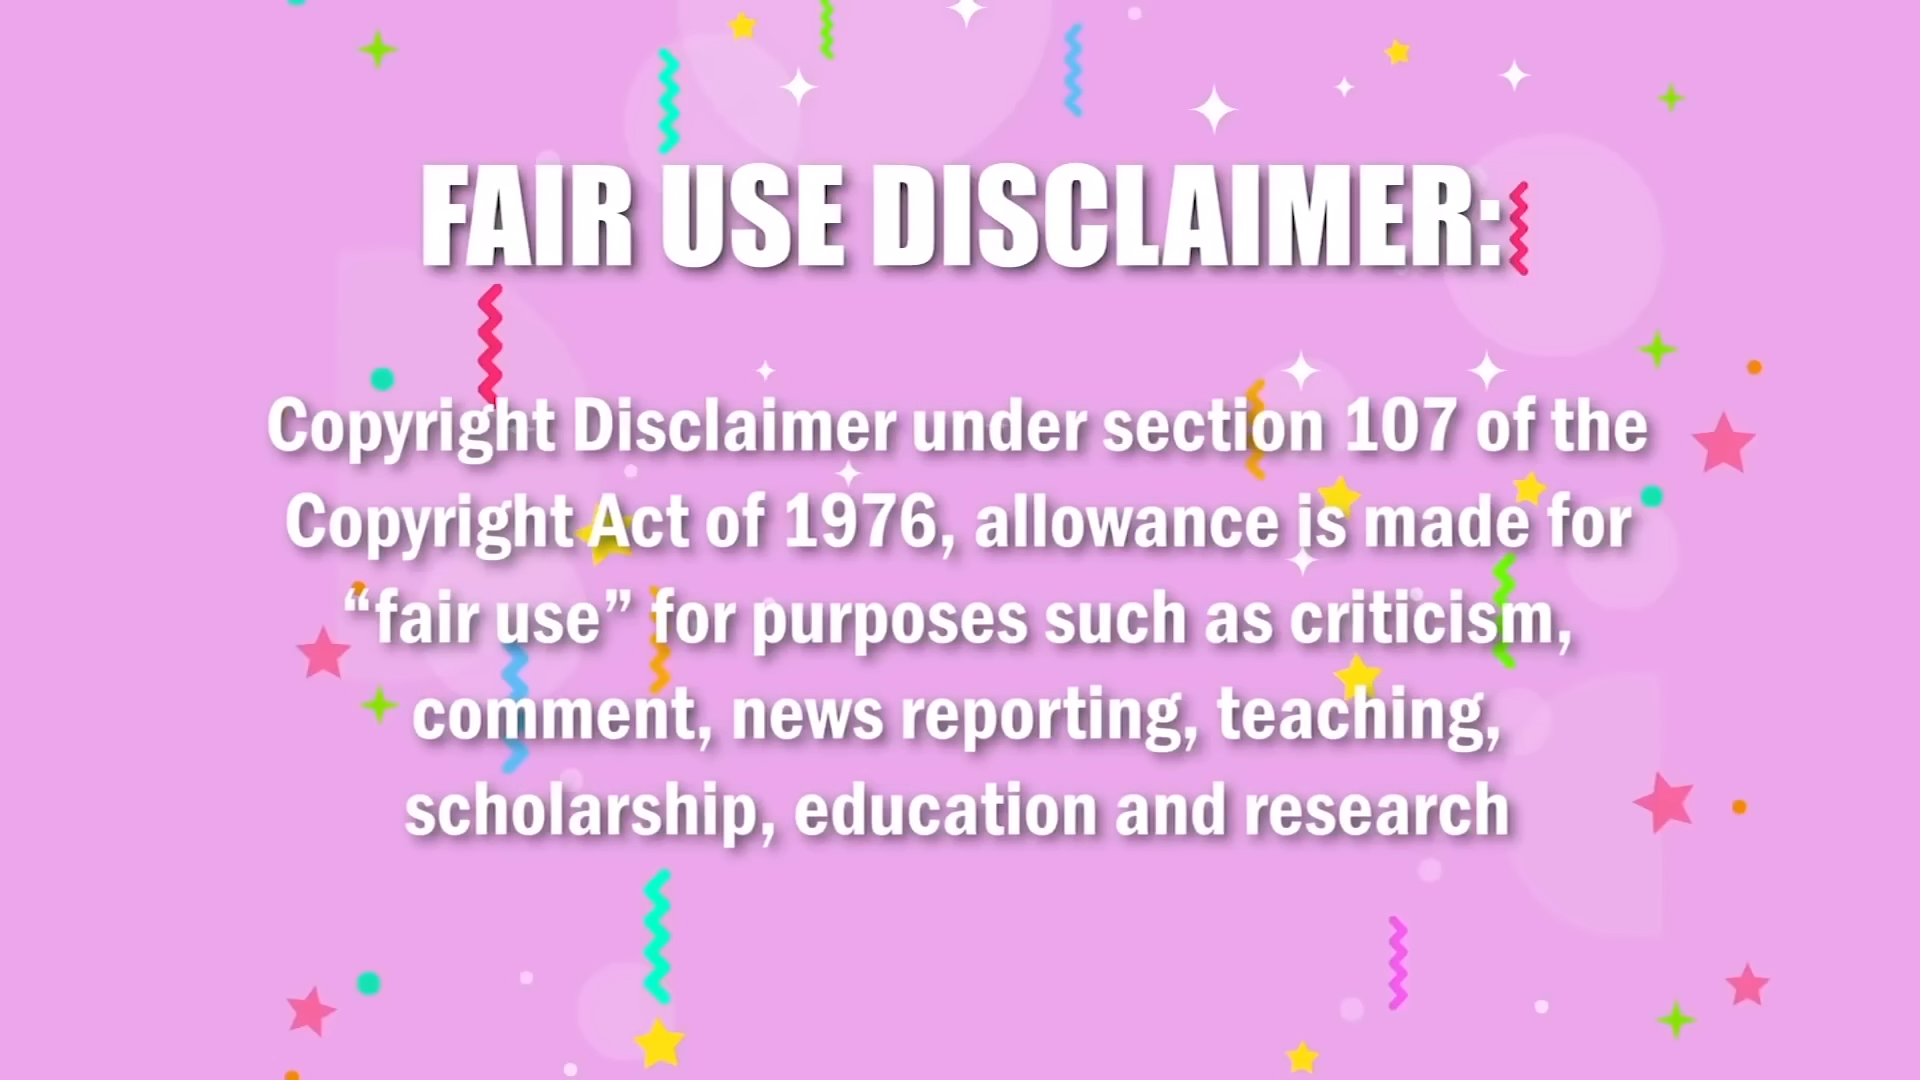 FAIR USE DISCLAIMER:
Copyright Disclaimer under section 107 of the
Copyright Act of 1976, allowance is made for
“fair use” for purposes such as criticism,
comment, news reporting, teaching,
scholarship, education and research